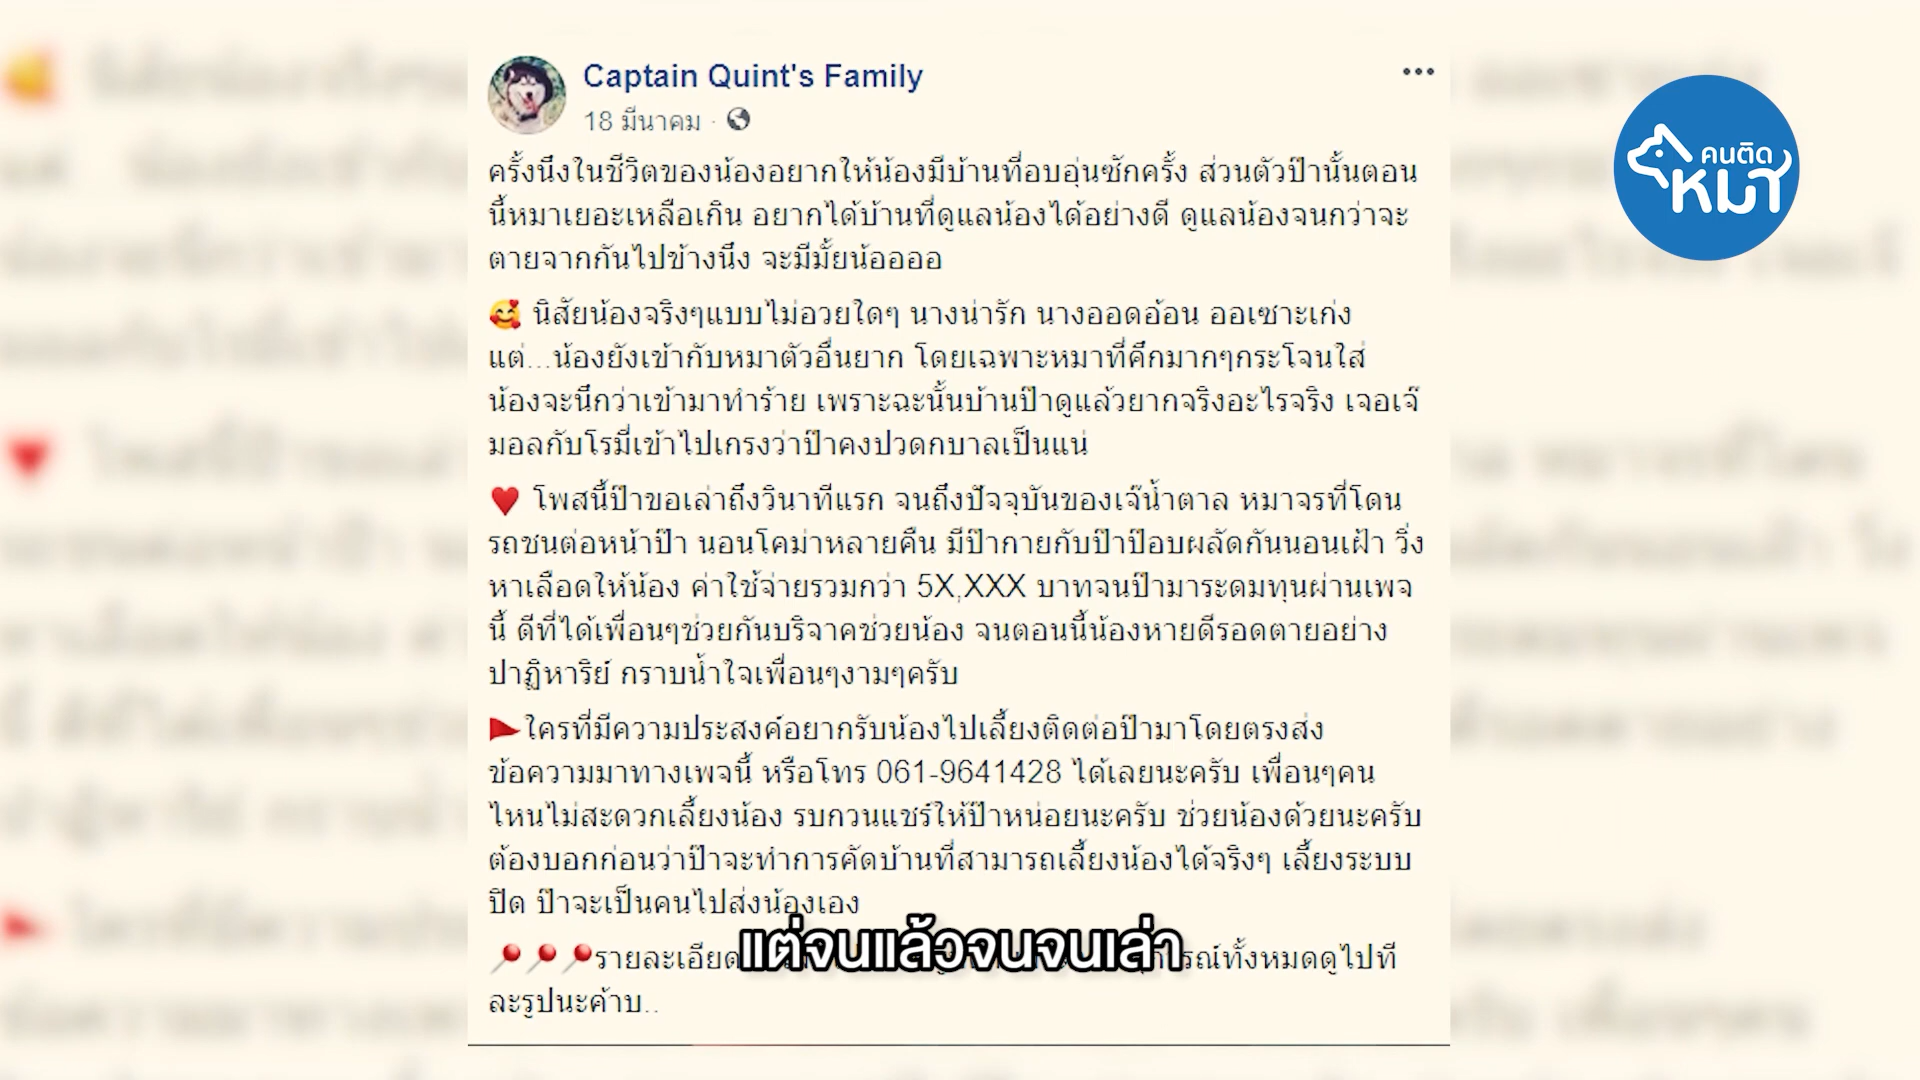 Captain Quint's Family
18 มีนาคม ·
คนติด
หมา
ครั้งนึงในชีวิตของน้องอยากให้น้องมีบ้านที่อบอุ่นซักครั้ง ส่วนตัวป๊านั้นตอน
นี้หมาเยอะเหลือเกิน อยากได้บ้านที่ดูแลน้องได้อย่างดี ดูแลน้องจนกว่าจะ
ตายจากกันไปข้างนึง จะมีมั้ยน้ออออ
🥰 นิสัยน้องจริงๆแบบไม่อวยใดๆ นางน่ารัก นางออดอ้อน ออเซาะเก่ง
แต่...น้องยังเข้ากับหมาตัวอื่นยาก โดยเฉพาะหมาที่คึกมากๆกระโจนใส่
น้องจะนึกว่าเข้ามาทำร้าย เพราะฉะนั้นบ้านป๊าดูแล้วยากจริงอะไรจริง เจอเจ๊
มอลกับโรมี่เข้าไปเกรงว่าป๊าคงปวดกบาลเป็นแน่
♥ โพสนี้ป๊าขอเล่าถึงวินาทีแรก จนถึงปัจจุบันของเจ๊น้ำตาล หมาจรที่โดน
รถชนต่อหน้าป๊า นอนโคม่าหลายคืน มีป๊ากายกับป๊าป๊อบผลัดกันนอนเฝ้า วิ่ง
หาเลือดให้น้อง ค่าใช้จ่ายรวมกว่า 5X,XXX บาทจนป๊ามาระดมทุนผ่านเพจ
นี้ ดีที่ได้เพื่อนๆช่วยกันบริจาคช่วยน้อง จนตอนนี้น้องหายดีรอดตายอย่าง
ปาฏิหาริย์ กราบน้ำใจเพื่อนๆงามๆครับ
🚩ใครที่มีความประสงค์อยากรับน้องไปเลี้ยงติดต่อป๊ามาโดยตรงส่ง
ข้อความมาทางเพจนี้ หรือโทร 061-9641428 ได้เลยนะครับ เพื่อนๆคน
ไหนไม่สะดวกเลี้ยงน้อง รบกวนแชร์ให้ป๊าหน่อยนะครับ ช่วยน้องด้วยนะครับ
ต้องบอกก่อนว่าป๊าจะทำการคัดบ้านที่สามารถเลี้ยงน้องได้จริงๆ เลี้ยงระบบ
ปิด ป๊าจะเป็นคนไปส่งน้องเอง
📍📍📍รายละเอียด ทั้งหมดดูไปที
ละรูปนะค้าบ..
แต่จนแล้วจนจนเล่า